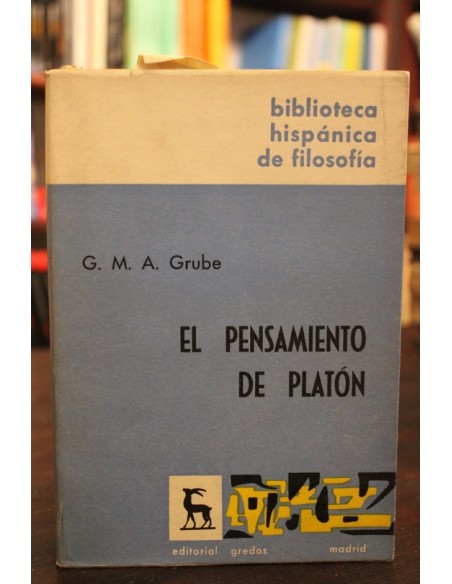 biblioteca
hispánica
de filosofía
G. M. A. Grube
EL PENSAMIENTO
DE PLATÓN
editorial gredos madrid